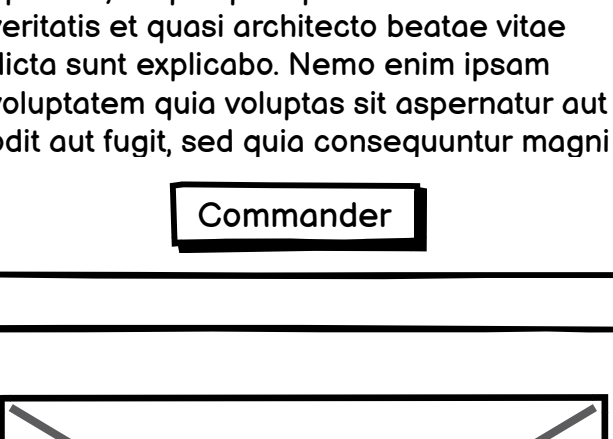 veritatis et quasi architecto beatae vitae
dicta sunt explicabo. Nemo enim ipsam
voluptatem quia voluptas sit aspernatur aut
odit aut fugit, sed quia consequuntur magni
Commander